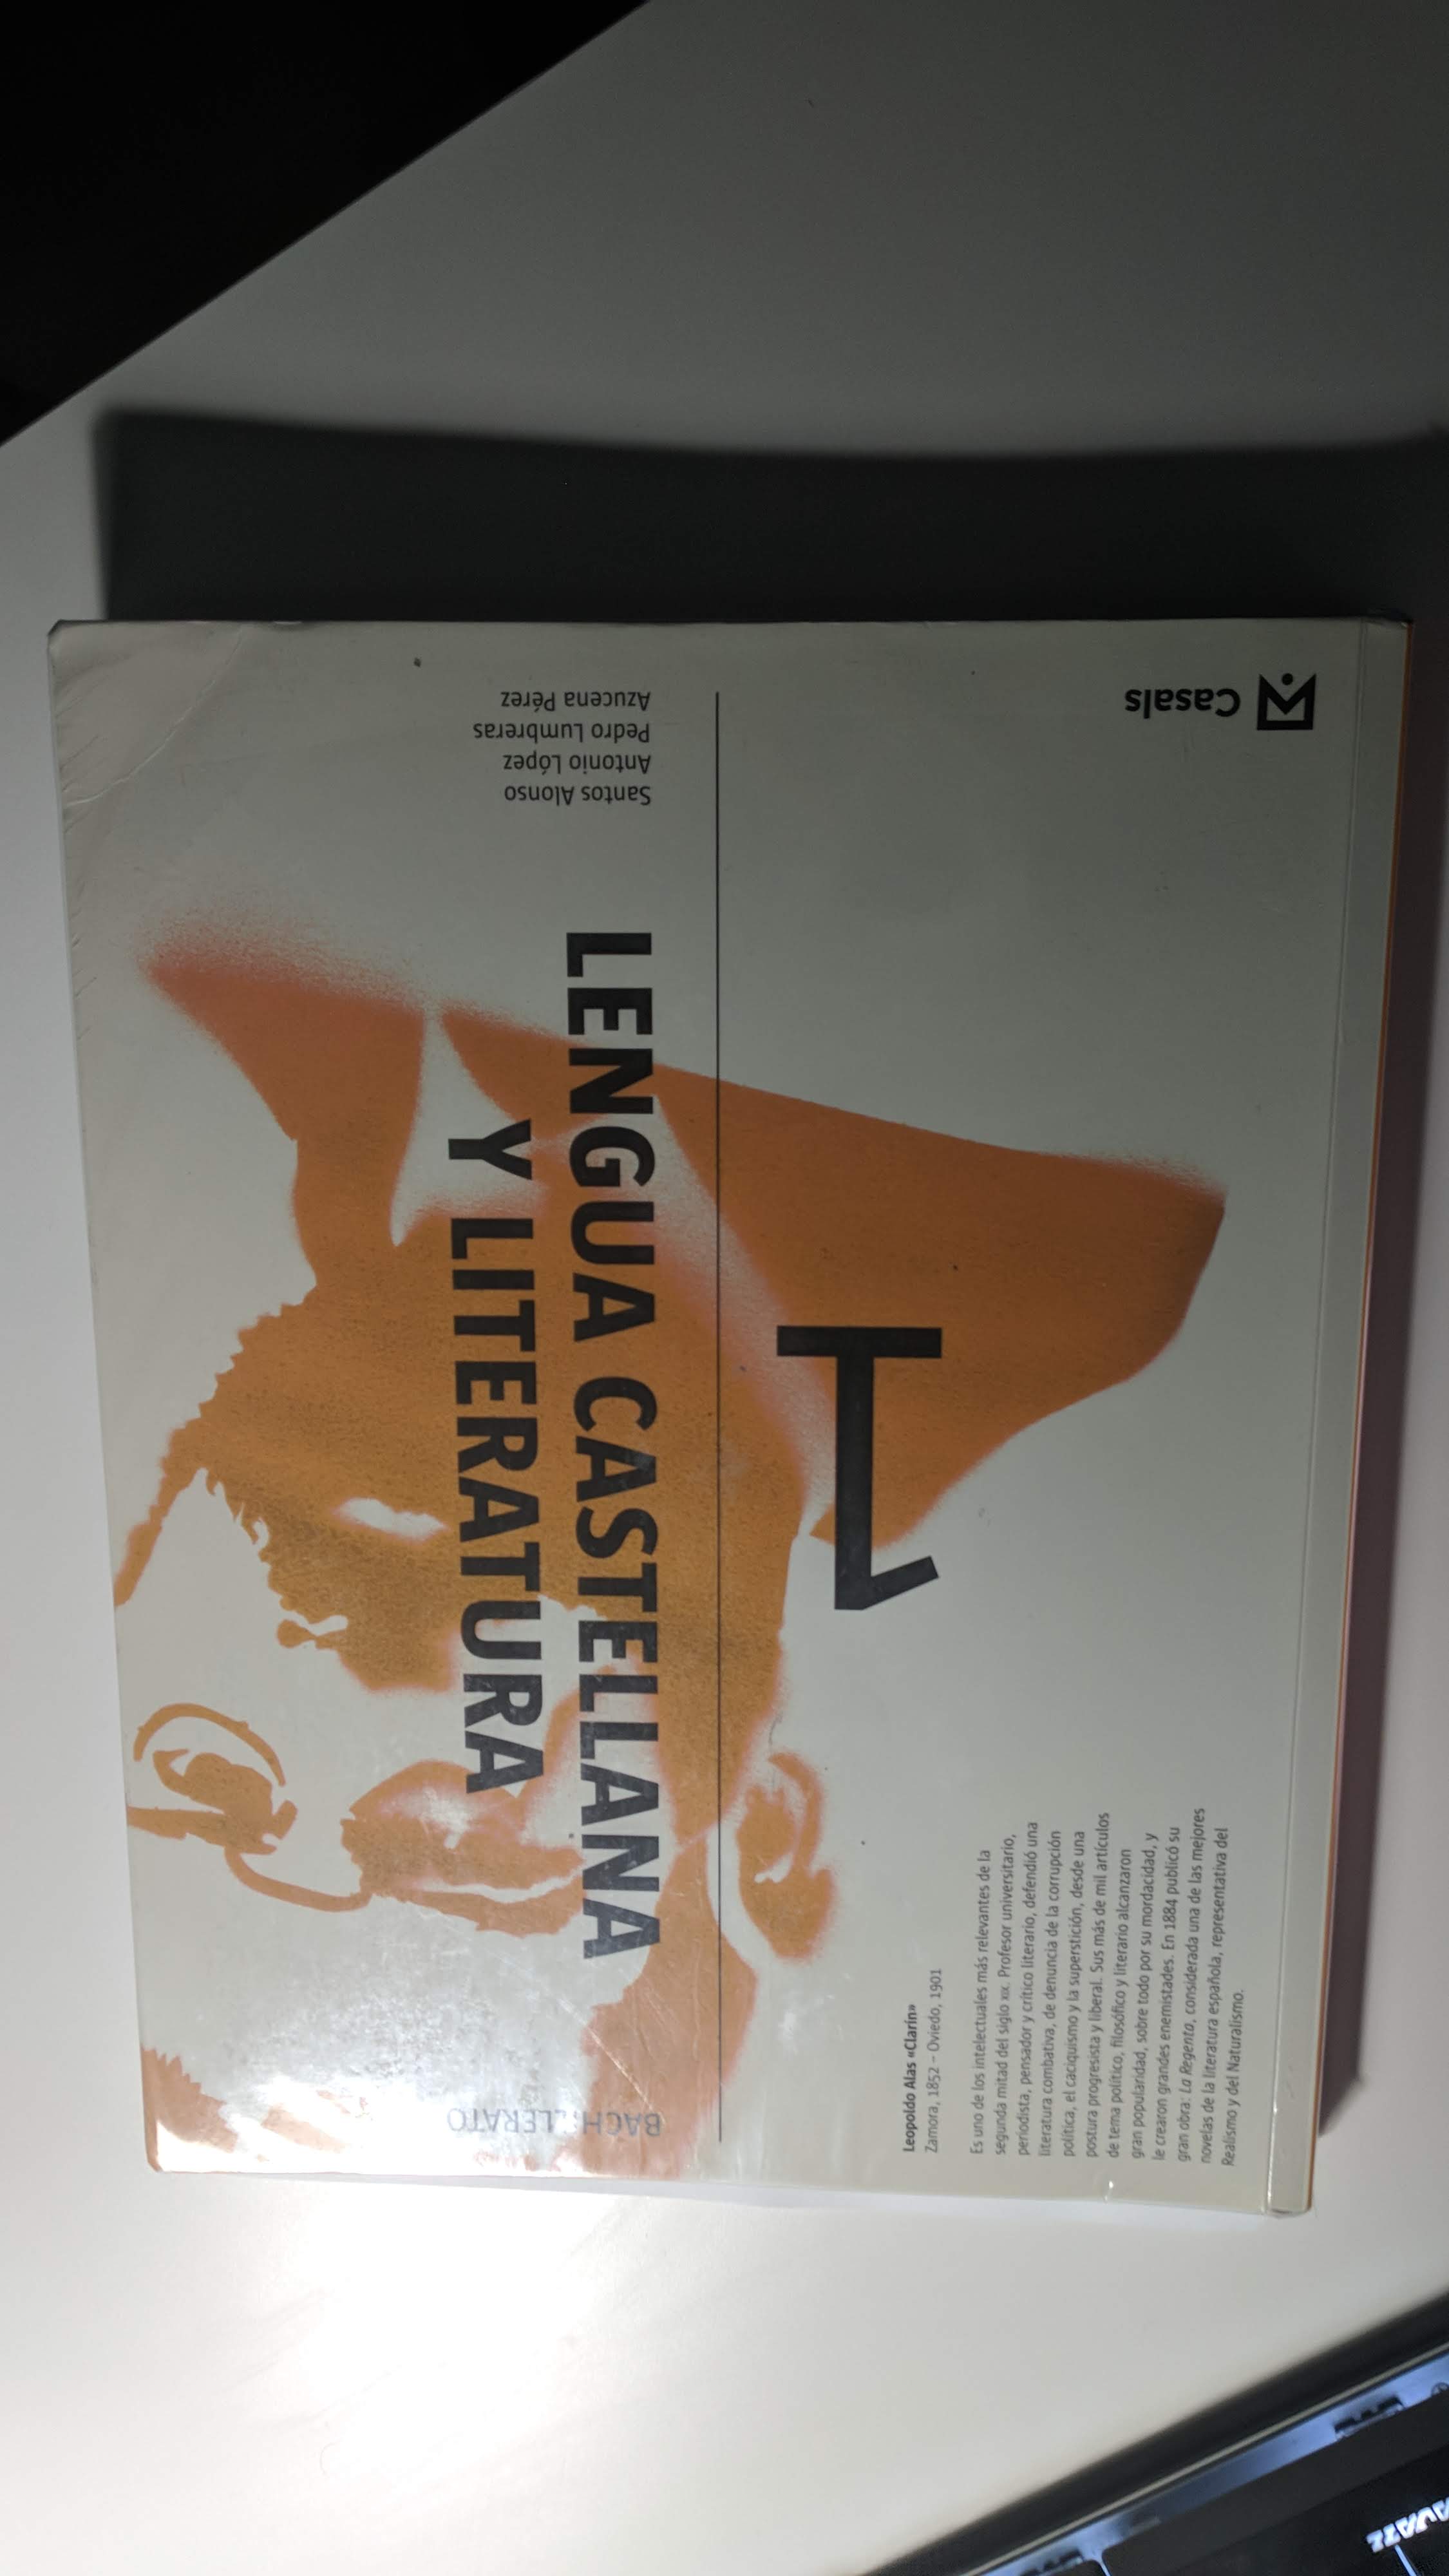 BACHILLERATO
LENGUA CASTELLANA
Y LITERATURA
1
Santos Alonso
Antonio López
Pedro Lumbreras
Azucena Pérez
Casals
Leopoldo Alas «Clarín»
Zamora, 1852 – Oviedo, 1901
Es uno de los intelectuales más relevantes de la
segunda mitad del siglo XIX. Profesor universitario,
periodista, pensador y crítico literario, defendió una
literatura combativa, de denuncia de la corrupción
política, el caciquismo y la superstición, desde una
postura progresista y liberal. Sus más de mil artículos
de tema político, filosófico y literario alcanzaron
gran popularidad, sobre todo por su mordacidad, y
le crearon grandes enemistades. En 1884 publicó su
gran obra: La Regenta, considerada una de las mejores
novelas de la literatura española, representativa del
Realismo y del Naturalismo.